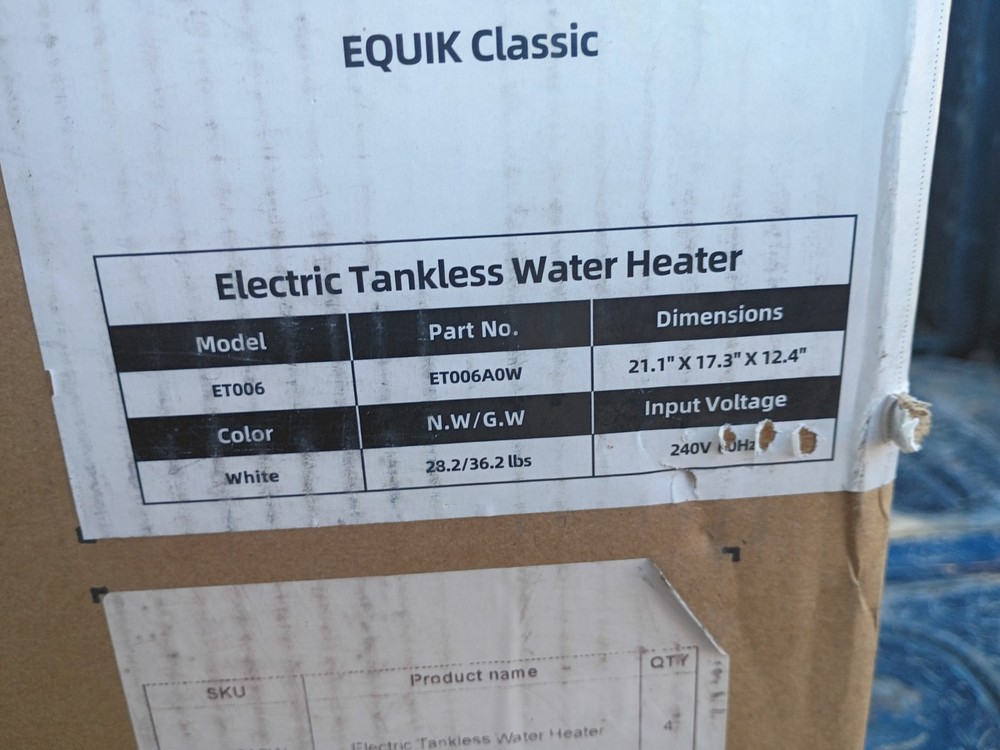 EQUIK Classic
Electric Tankless Water Heater
Model Part No. Dimensions
ET006 ET006A0W 21.1" X 17.3" X 12.4"
Color N.W/G.W Input Voltage
White 28.2/36.2 lbs 240V
SKU Product name QTY
Electric Tankless Water Heater 4